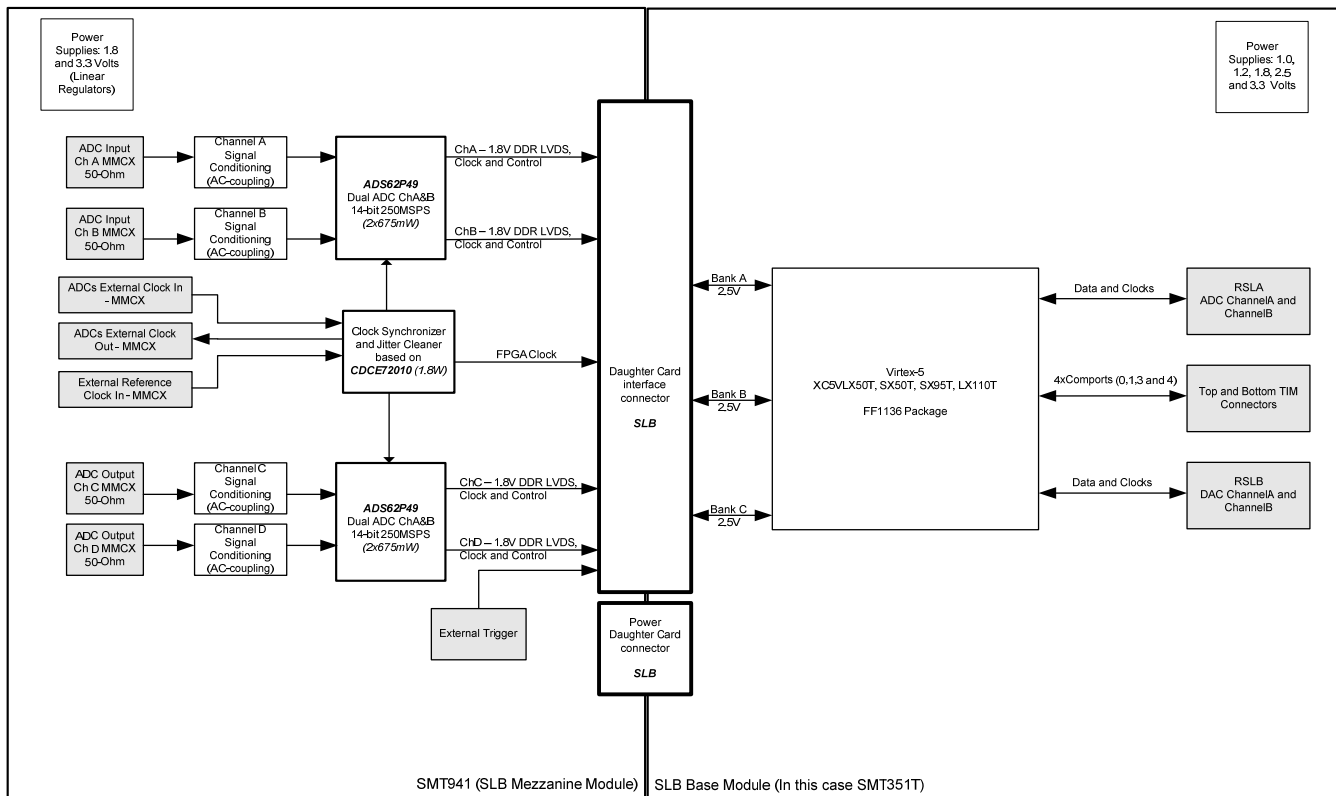 Power
Supplies: 1.8
and 3.3 Volts
(Linear
Regulators)
Power
Supplies: 1.0,
1.2, 1.8, 2.5
and 3.3 Volts
ADC Input
Ch A MMCX
50-Ohm
Channel A
Signal
Conditioning
(AC-coupling)
ADS62P49
Dual ADC ChA&B
14-bit 250MSPS
(2x675mW)
ChA – 1.8V DDR LVDS,
Clock and Control
ADC Input
Ch B MMCX
50-Ohm
Channel B
Signal
Conditioning
(AC-coupling)
ChB – 1.8V DDR LVDS,
Clock and Control
ADCs External Clock In
- MMCX
ADCs External Clock
Out – MMCX
External Reference
Clock In – MMCX
Clock Synchronizer
and Jitter Cleaner
based on
CDCE72010 (1.8W)
FPGA Clock
ADC Output
Ch C MMCX
50-Ohm
Channel C
Signal
Conditioning
(AC-coupling)
ADS62P49
Dual ADC ChA&B
14-bit 250MSPS
(2x675mW)
ChC – 1.8V DDR LVDS,
Clock and Control
ADC Output
Ch D MMCX
50-Ohm
Channel D
Signal
Conditioning
(AC-coupling)
ChD – 1.8V DDR LVDS,
Clock and Control
External Trigger
Daughter Card
interface
connector
SLB
Power
Daughter Card
connector
SLB
Bank A
2.5V
Bank B
2.5V
Bank C
2.5V
Virtex-5
XC5VLX50T, SX50T, SX95T, LX110T
FF1136 Package
Data and Clocks
RSLA
ADC ChannelA and
ChannelB
4xComports (0,1,3 and 4)
Top and Bottom TIM
Connectors
Data and Clocks
RSLB
DAC ChannelA and
ChannelB
SMT941 (SLB Mezzanine Module)
SLB Base Module (In this case SMT351T)